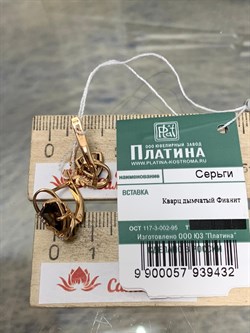 ООО ЮВЕЛИРНЫЙ ЗАВОД
ПЛАТИНА
WWW.PLATINA-KOSTROMA.RU
НАИМЕНОВАНИЕ
Серьги
ВСТАВКА
Кварц дымчатый Фианит
ОСТ 117-3-002-95
Изготовлено ООО ЮЗ "Платина"
9 900057 939432